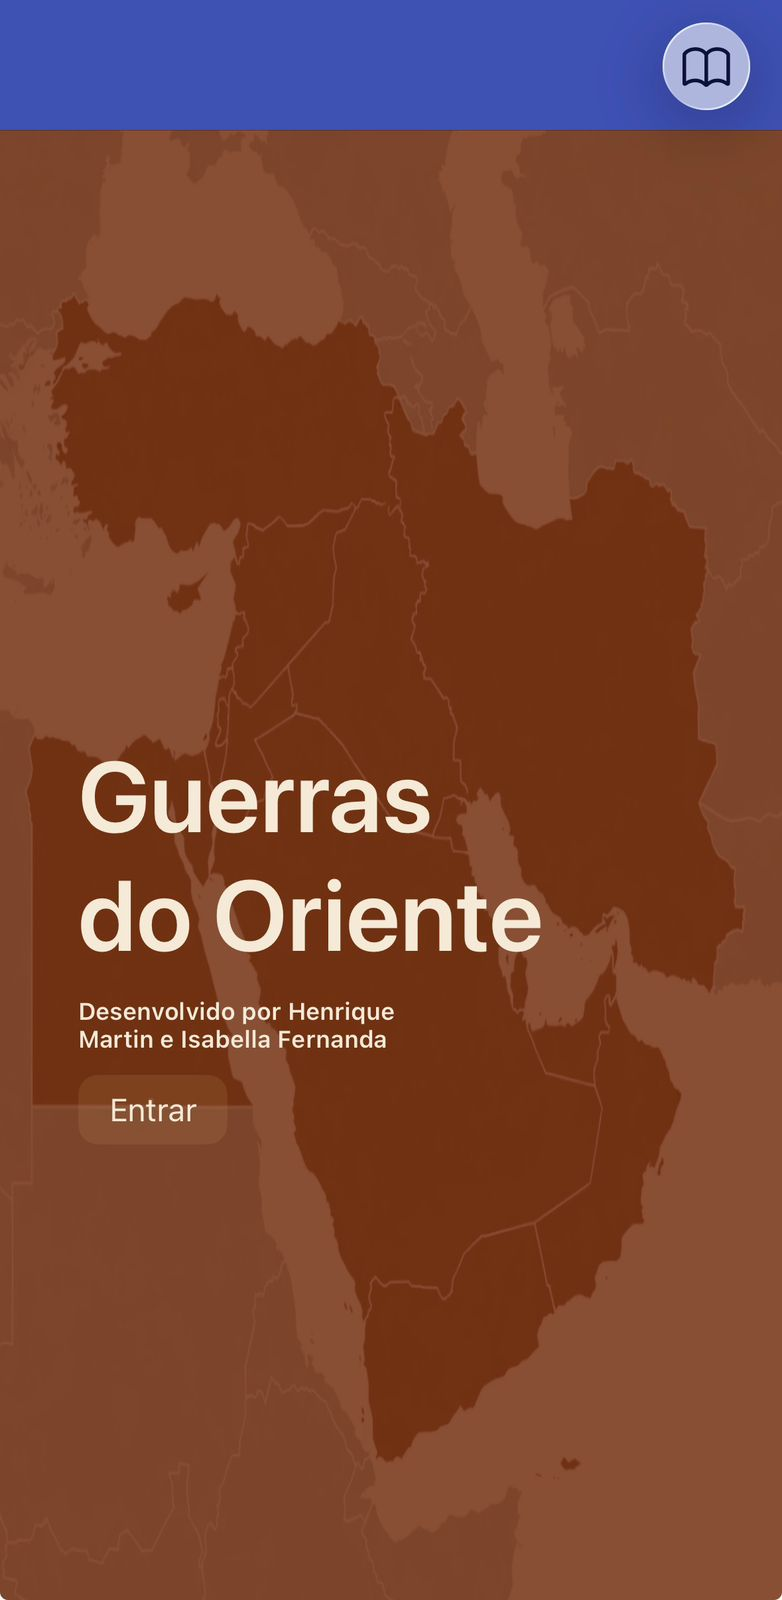 Guerras
do Oriente
Desenvolvido por Henrique
Martin e Isabella Fernanda
Entrar